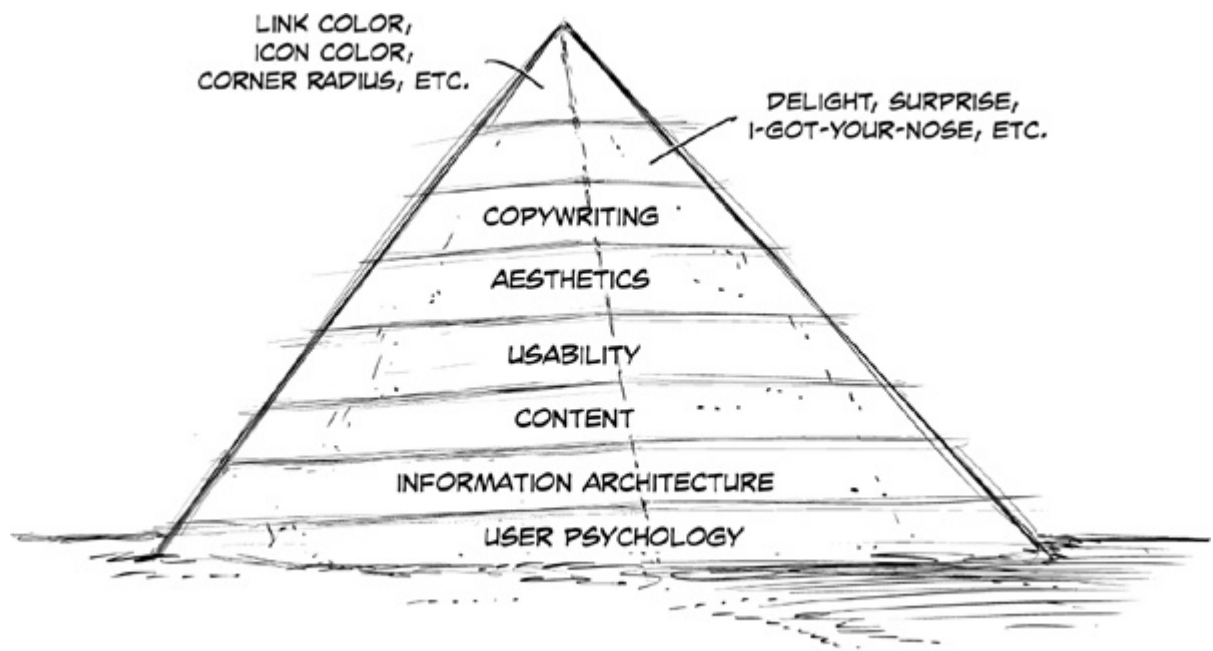 LINK COLOR,
ICON COLOR,
CORNER RADIUS, ETC.
DELIGHT, SURPRISE,
I-GOT-YOUR-NOSE, ETC.
COPYWRITING
AESTHETICS
USABILITY
CONTENT
INFORMATION ARCHITECTURE
USER PSYCHOLOGY